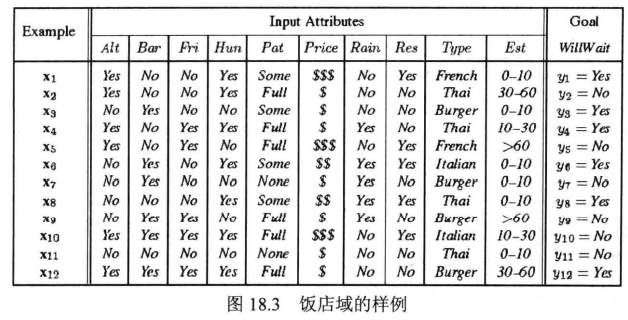 Example Input Attributes Goal
Alt Bar Fri Hun Pat Price Rain Res Type Est WillWait
x1 Yes No No Yes Some $$$ No Yes French 0–10 y1 = Yes
x2 Yes No No Yes Full $ No No Thai 30–60 y2 = No
x3 No Yes No No Some $ No No Burger 0–10 y3 = Yes
x4 Yes No Yes Yes Full $ Yes No Thai 10–30 y4 = Yes
x5 Yes No Yes No Full $$$ No Yes French >60 y5 = No
x6 No Yes No Yes Some $$ Yes Yes Italian 0–10 y6 = Yes
x7 No Yes No No None $ Yes No Burger 0–10 y7 = No
x8 No No No Yes Some $$ Yes Yes Thai 0–10 y8 = Yes
x9 No Yes Yes No Full $ Yes No Burger >60 y9 = No
x10 Yes Yes Yes Yes Full $$$ No Yes Italian 10–30 y10 = No
x11 No No No No None $ No No Thai 0–10 y11 = No
x12 Yes Yes Yes Yes Full $ No No Burger 30–60 y12 = Yes
图 18.3 饭店域的样例